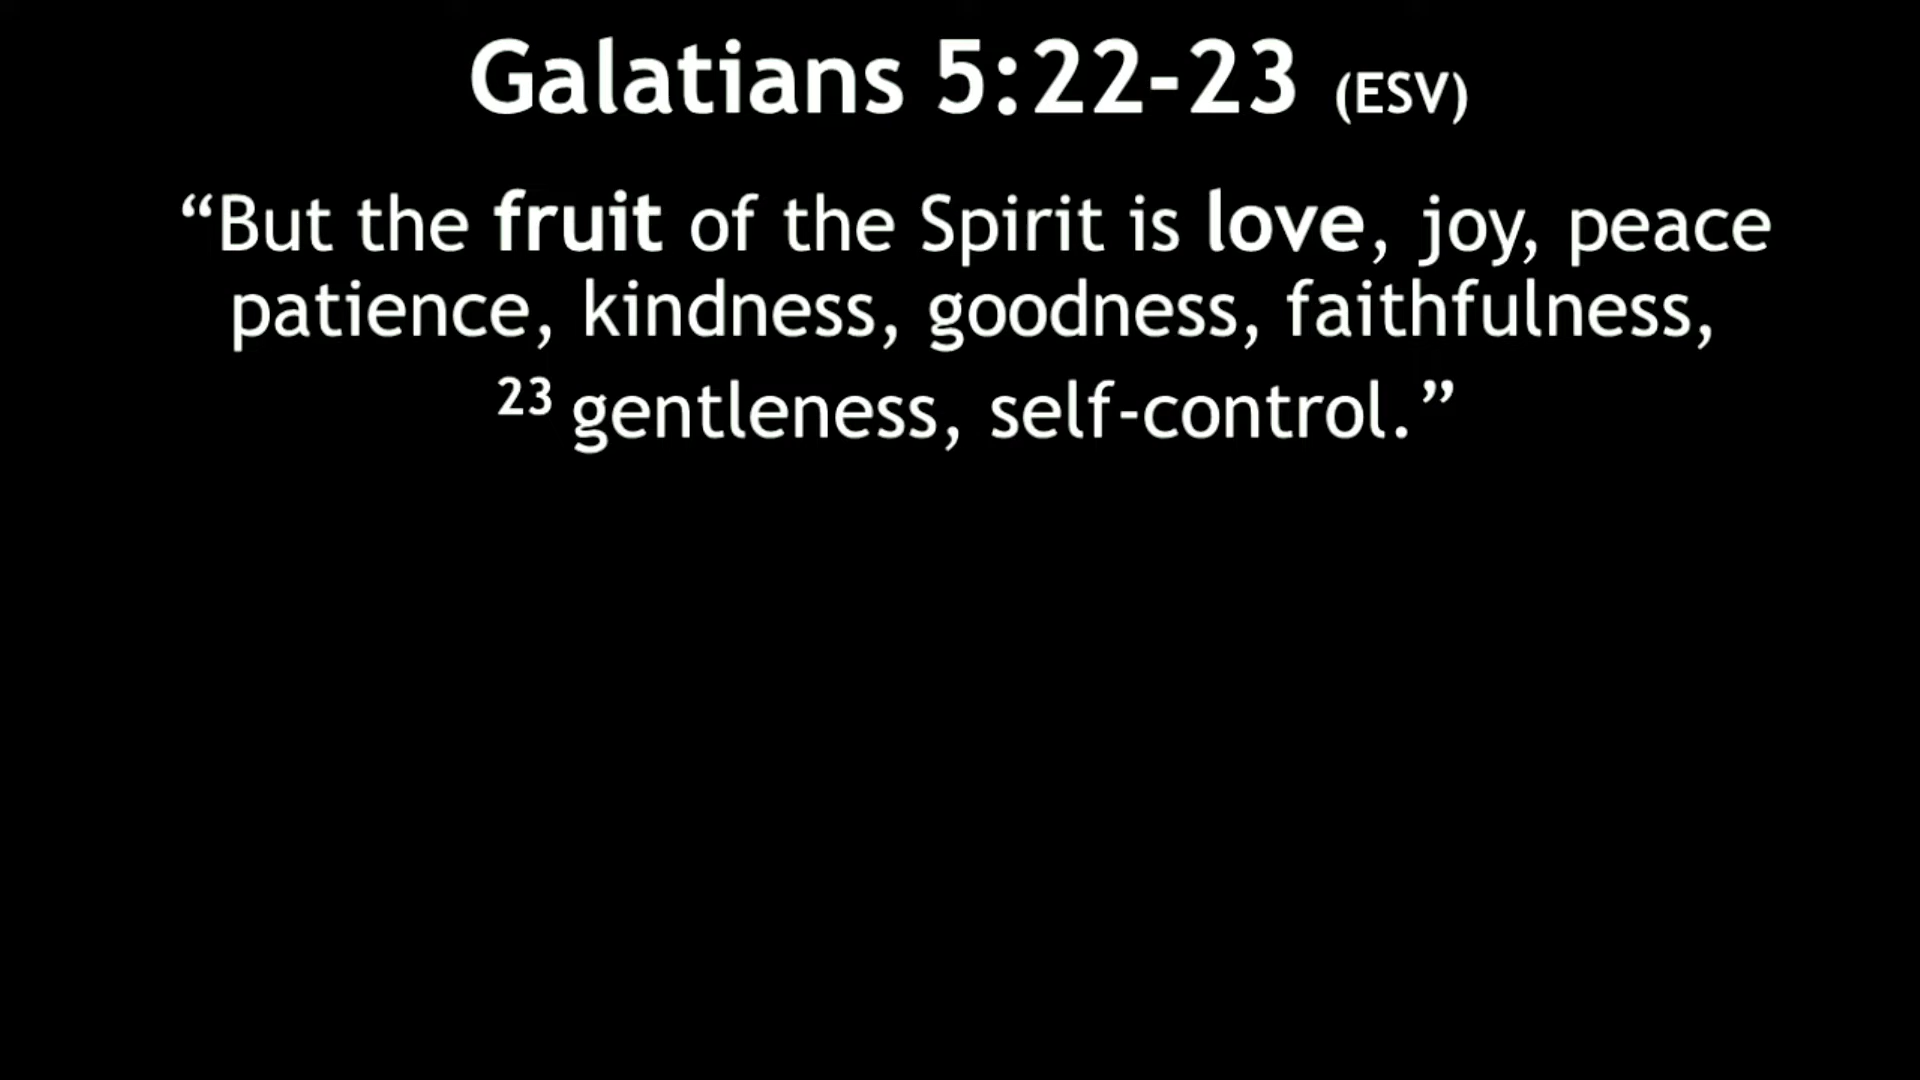 Galatians 5:22-23 (ESV)
“But the fruit of the Spirit is love, joy, peace
patience, kindness, goodness, faithfulness,
23 gentleness, self-control.”